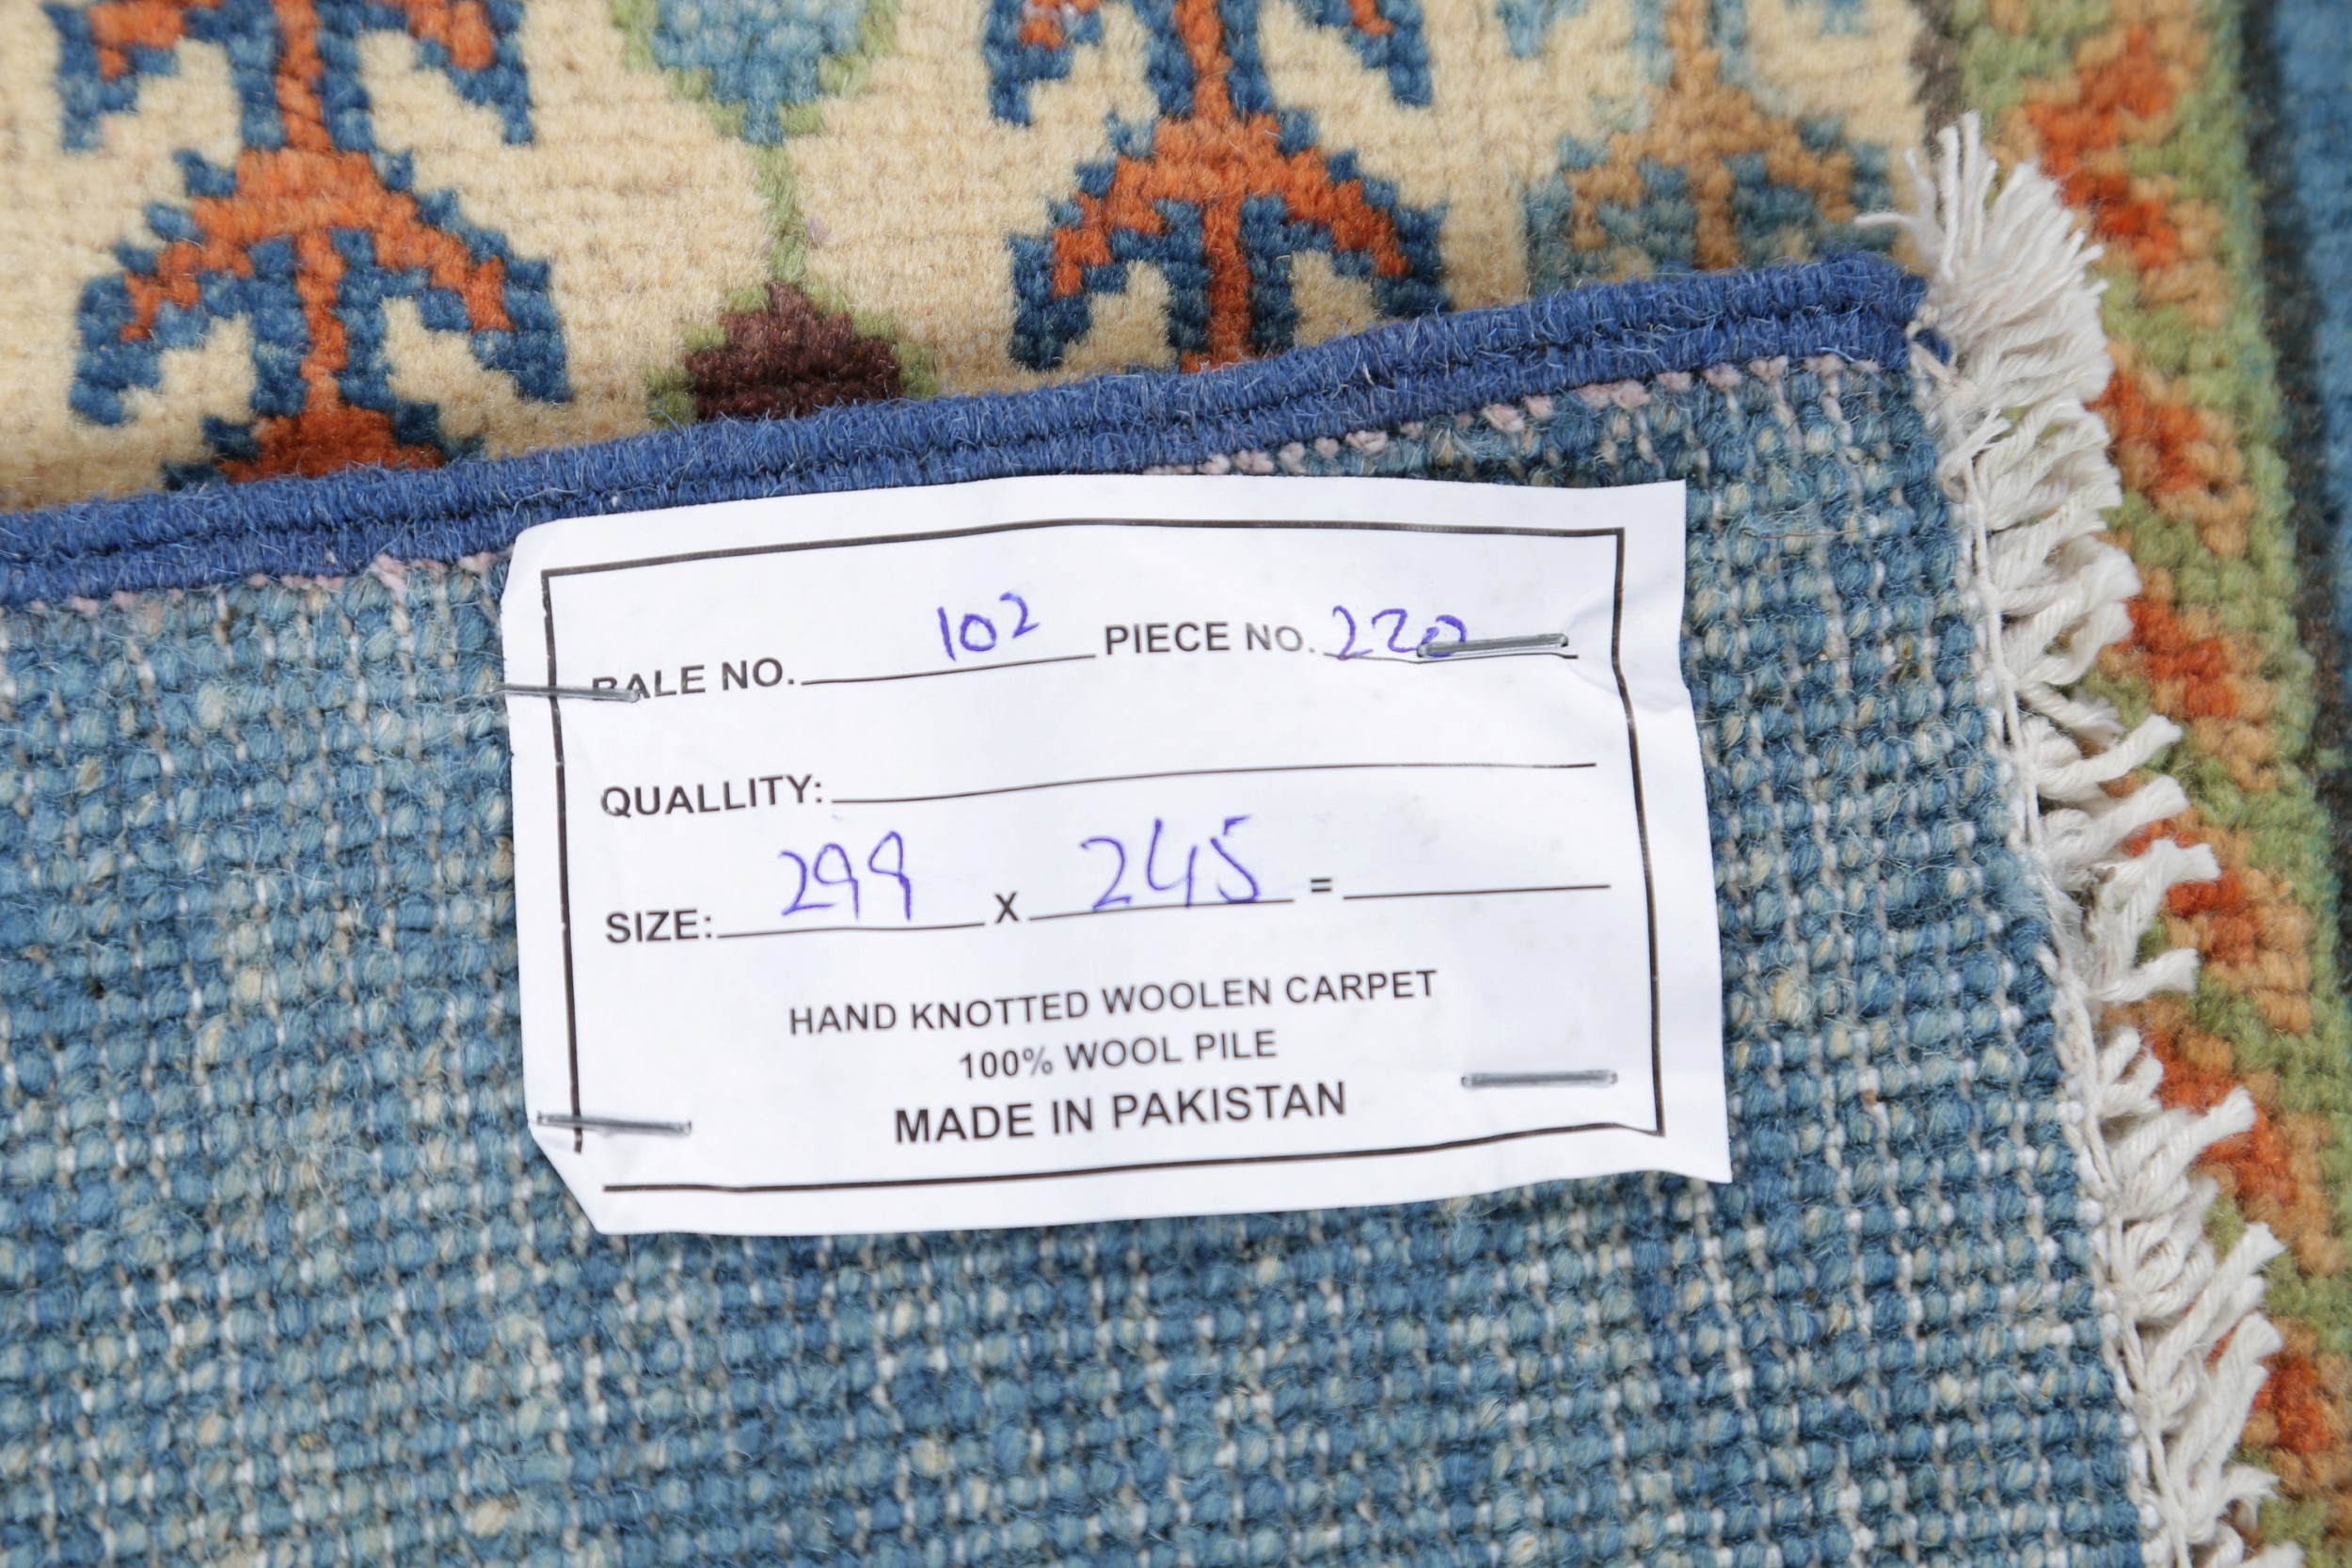 BALE NO. 102 PIECE NO. 220
QUALLITY:
SIZE: 299 X 245 =
HAND KNOTTED WOOLEN CARPET
100% WOOL PILE
MADE IN PAKISTAN